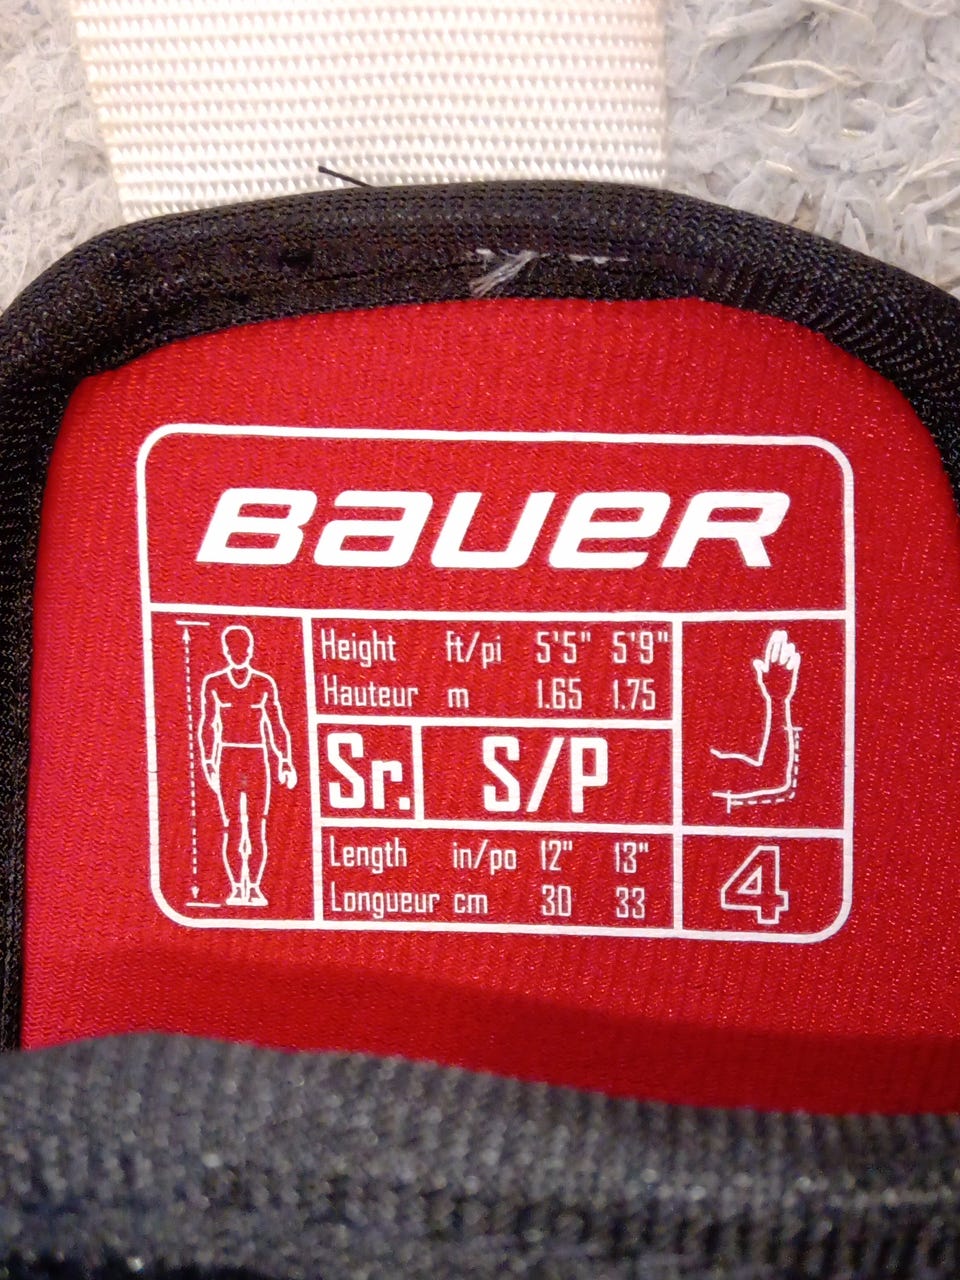 BAUER
Height ft/pi 5'5" 5'9"
Hauteur m 1.65 1.75
Sr. S/P
Length in/po 12" 13"
Longueur cm 30 33
4